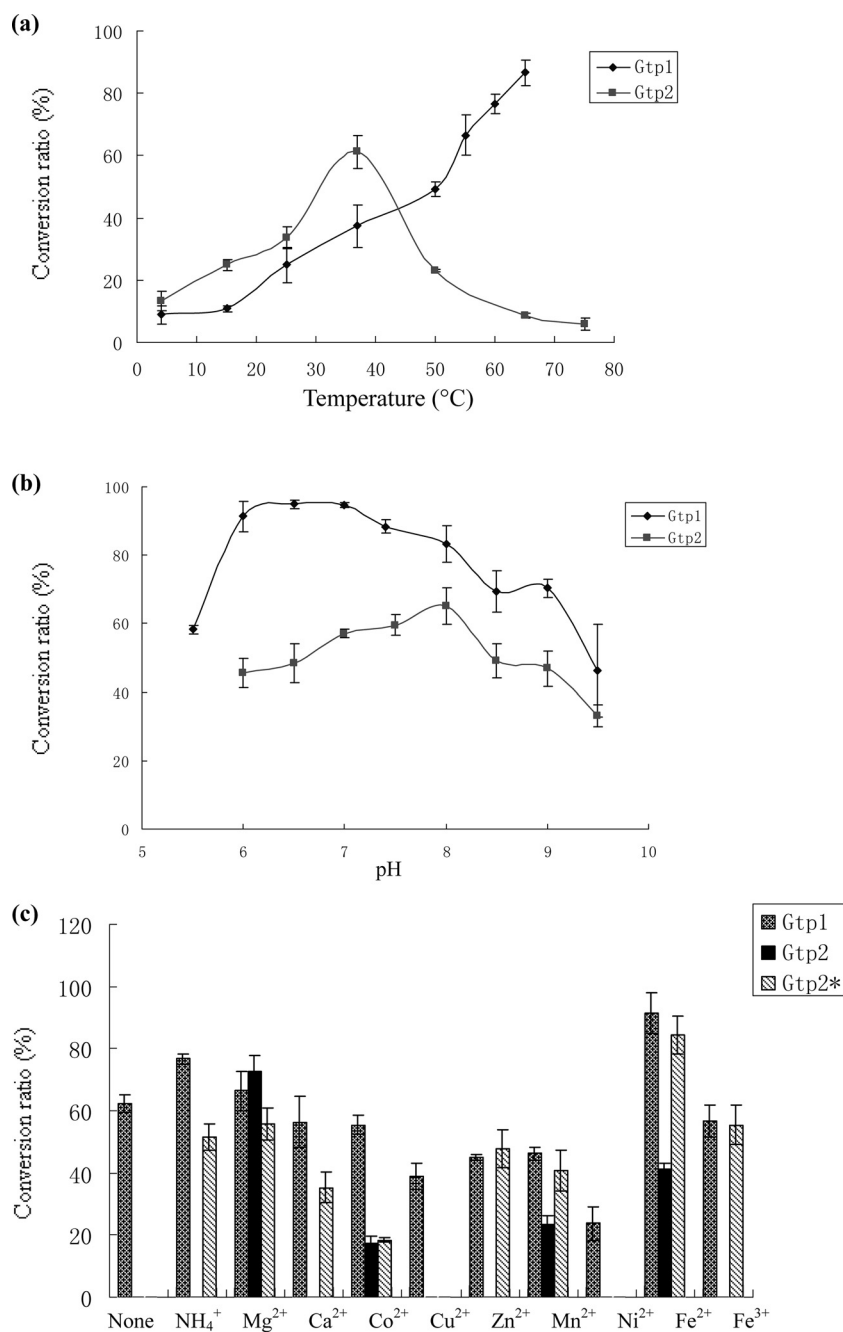 (a)
100
80
60
40
20
0
Conversion ratio (%)
0 10 20 30 40 50 60 70 80
Temperature (°C)
Gtp1
Gtp2
(b)
100
80
60
40
20
0
Conversion ratio (%)
5 6 7 8 9 10
pH
Gtp1
Gtp2
(c)
120
100
80
60
40
20
0
Conversion ratio (%)
None NH₄⁺ Mg²⁺ Ca²⁺ Co²⁺ Cu²⁺ Zn²⁺ Mn²⁺ Ni²⁺ Fe²⁺ Fe³⁺
Gtp1
Gtp2
Gtp2*